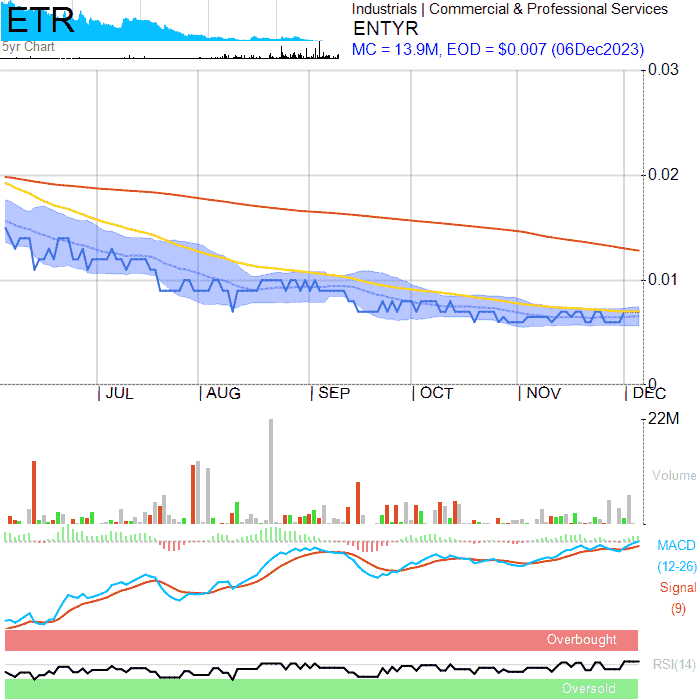 ETR
5yr Chart
Industrials | Commercial & Professional Services
ENTYR
MC = 13.9M, EOD = $0.007 (06Dec2023)
0.03
0.02
0.01
0
JUL
AUG
SEP
OCT
NOV
DEC
22M
Volume
MACD
(12-26)
Signal
(9)
Overbought
RSI(14)
Oversold